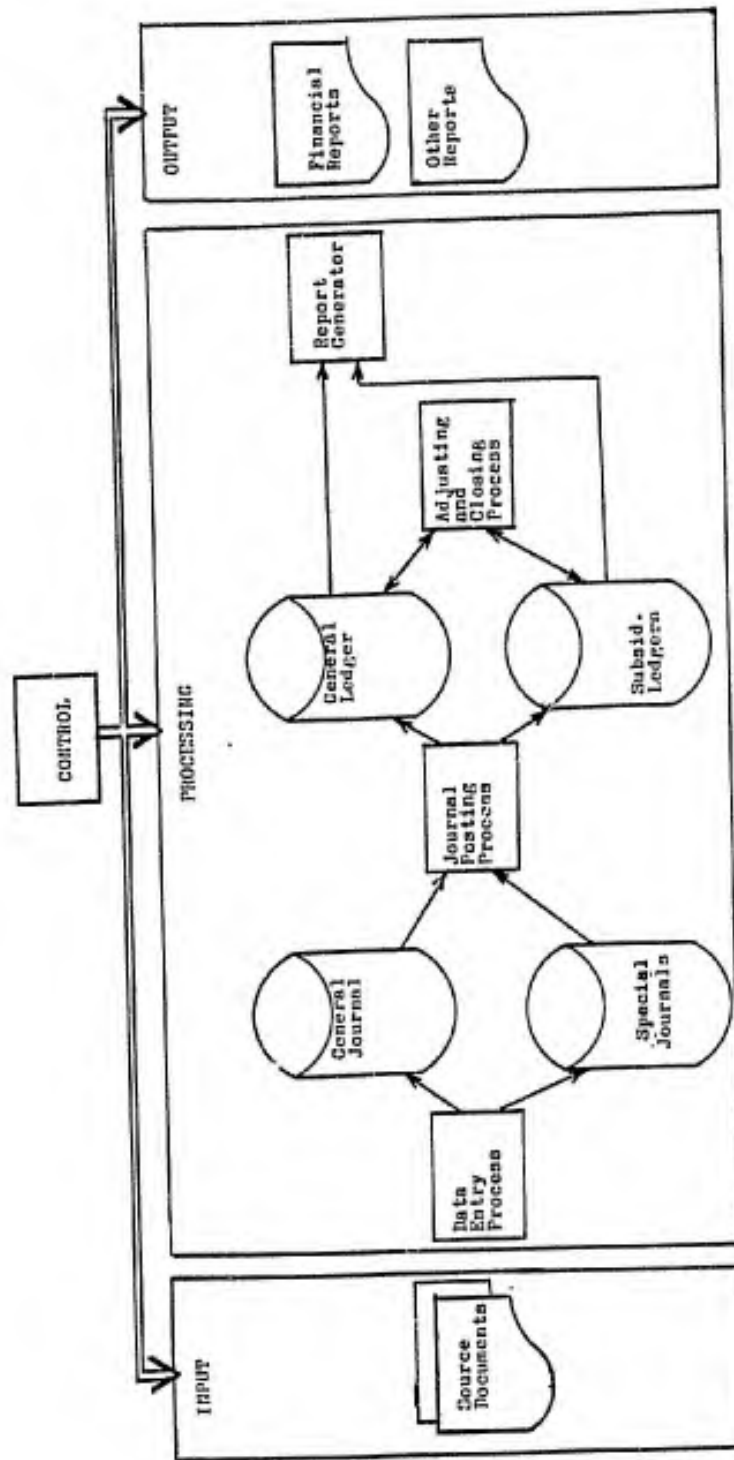 CONTROL
INPUT
Source
Documents
PROCESSING
Data
Entry
Process
General
Journal
Special
Journals
Journal
Posting
Process
General
Ledger
Subsid.
Ledgers
Adjusting
and
Closing
Process
Report
Generator
OUTPUT
Financial
Reports
Other
Reports